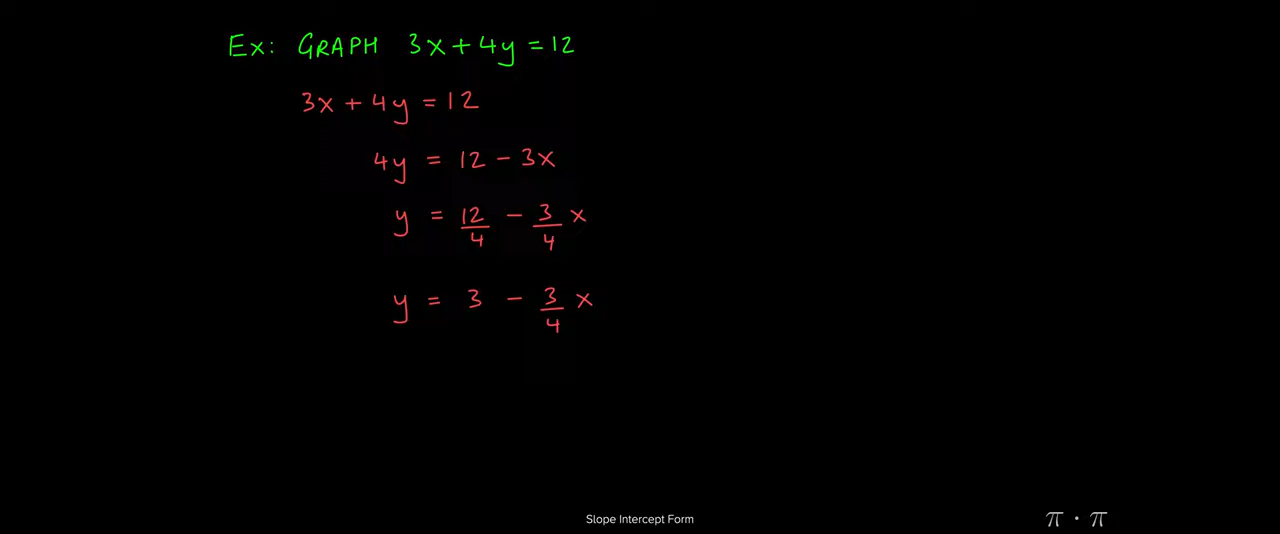 Ex: GRAPH 3x + 4y = 12
3x + 4y = 12
4y = 12 - 3x
y = 12/4 - 3/4 x
y = 3 - 3/4 x
Slope Intercept Form
π · π